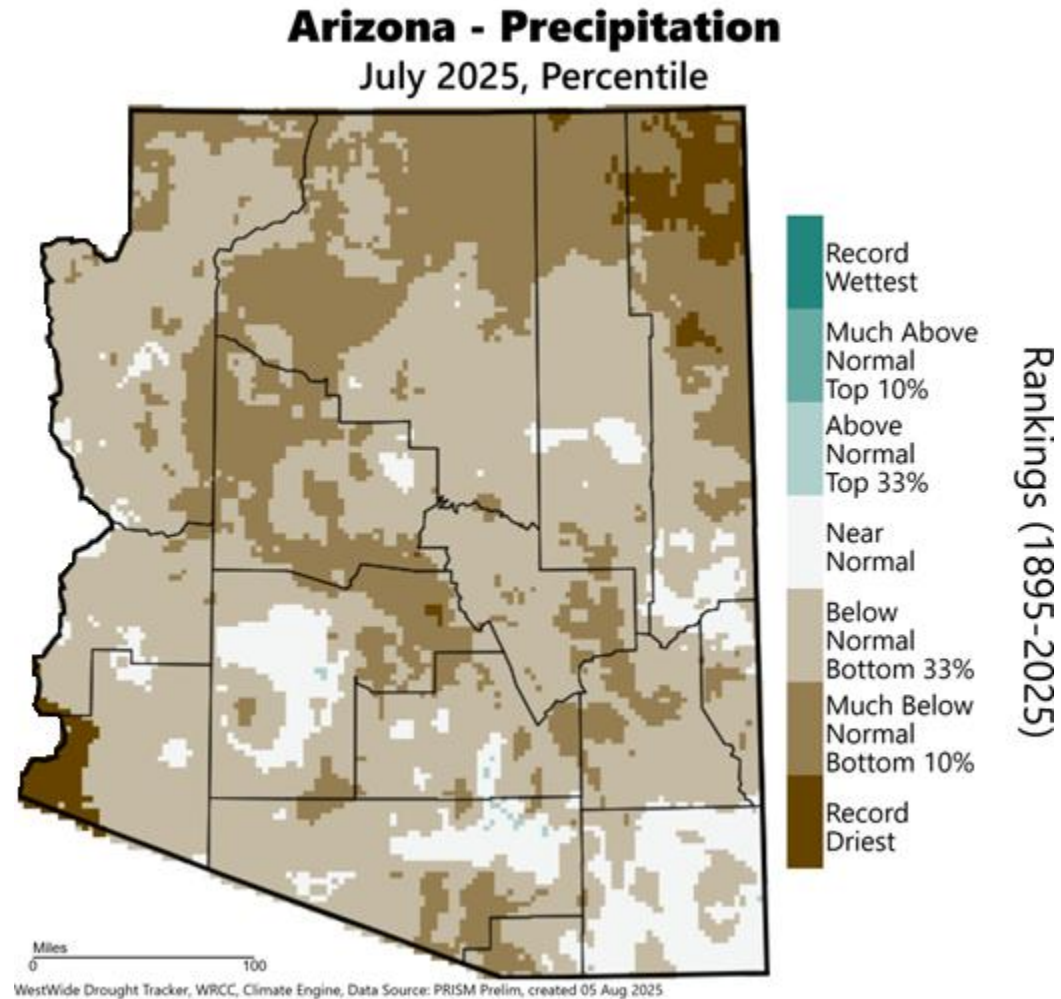 Arizona - Precipitation
July 2025, Percentile
Record
Wettest
Much Above
Normal
Top 10%
Above
Normal
Top 33%
Near
Normal
Below
Normal
Bottom 33%
Much Below
Normal
Bottom 10%
Record
Driest
Rankings (1895-2025)
Miles
0 100
WestWide Drought Tracker, WRCC, Climate Engine, Data Source: PRISM Prelim, created 05 Aug 2025